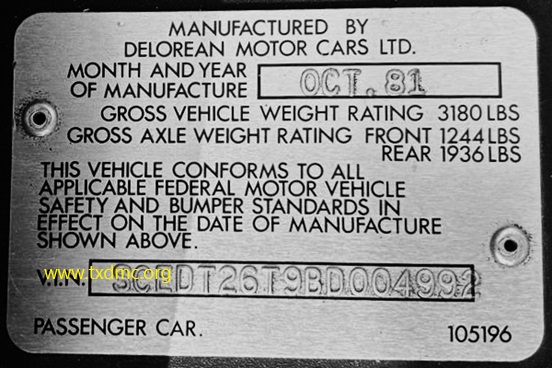 MANUFACTURED BY
DELOREAN MOTOR CARS LTD.
MONTH AND YEAR
OF MANUFACTURE OCT.81
GROSS VEHICLE WEIGHT RATING 3180 LBS
GROSS AXLE WEIGHT RATING FRONT 1244 LBS
REAR 1936 LBS
THIS VEHICLE CONFORMS TO ALL
APPLICABLE FEDERAL MOTOR VEHICLE
SAFETY AND BUMPER STANDARDS IN
EFFECT ON THE DATE OF MANUFACTURE
SHOWN ABOVE.
www.txdmc.org
V.I.N. SCEDT26T9BD004992
PASSENGER CAR. 105196